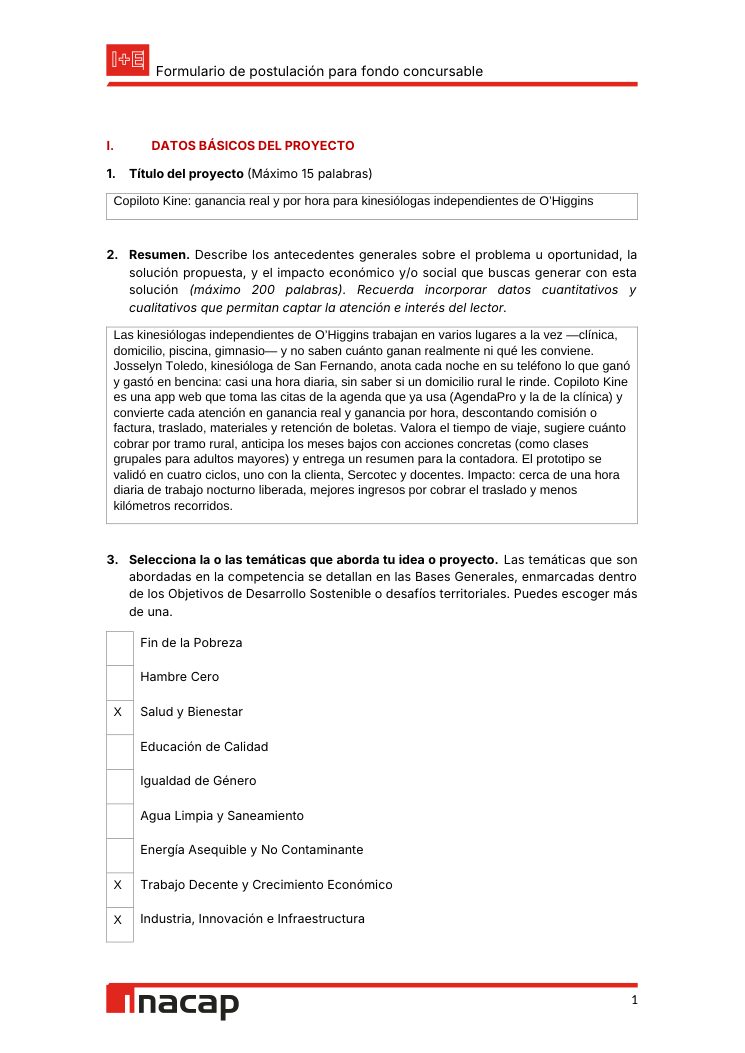 I+E
Formulario de postulación para fondo concursable
I. DATOS BÁSICOS DEL PROYECTO
1. Título del proyecto (Máximo 15 palabras)
Copiloto Kine: ganancia real y por hora para kinesiólogas independientes de O'Higgins
2. Resumen. Describe los antecedentes generales sobre el problema u oportunidad, la
solución propuesta, y el impacto económico y/o social que buscas generar con esta
solución (máximo 200 palabras). Recuerda incorporar datos cuantitativos y
cualitativos que permitan captar la atención e interés del lector.
Las kinesiólogas independientes de O'Higgins trabajan en varios lugares a la vez —clínica,
domicilio, piscina, gimnasio— y no saben cuánto ganan realmente ni qué les conviene.
Josselyn Toledo, kinesióloga de San Fernando, anota cada noche en su teléfono lo que ganó
y gastó en bencina: casi una hora diaria, sin saber si un domicilio rural le rinde. Copiloto Kine
es una app web que toma las citas de la agenda que ya usa (AgendaPro y la de la clínica) y
convierte cada atención en ganancia real y ganancia por hora, descontando comisión o
factura, traslado, materiales y retención de boletas. Valora el tiempo de viaje, sugiere cuánto
cobrar por tramo rural, anticipa los meses bajos con acciones concretas (como clases
grupales para adultos mayores) y entrega un resumen para la contadora. El prototipo se
validó en cuatro ciclos, uno con la clienta, Sercotec y docentes. Impacto: cerca de una hora
diaria de trabajo nocturno liberada, mejores ingresos por cobrar el traslado y menos
kilómetros recorridos.
3. Selecciona la o las temáticas que aborda tu idea o proyecto. Las temáticas que son
abordadas en la competencia se detallan en las Bases Generales, enmarcadas dentro
de los Objetivos de Desarrollo Sostenible o desafíos territoriales. Puedes escoger más
de una.
Fin de la Pobreza
Hambre Cero
X Salud y Bienestar
Educación de Calidad
Igualdad de Género
Agua Limpia y Saneamiento
Energía Asequible y No Contaminante
X Trabajo Decente y Crecimiento Económico
X Industria, Innovación e Infraestructura
inacap
1